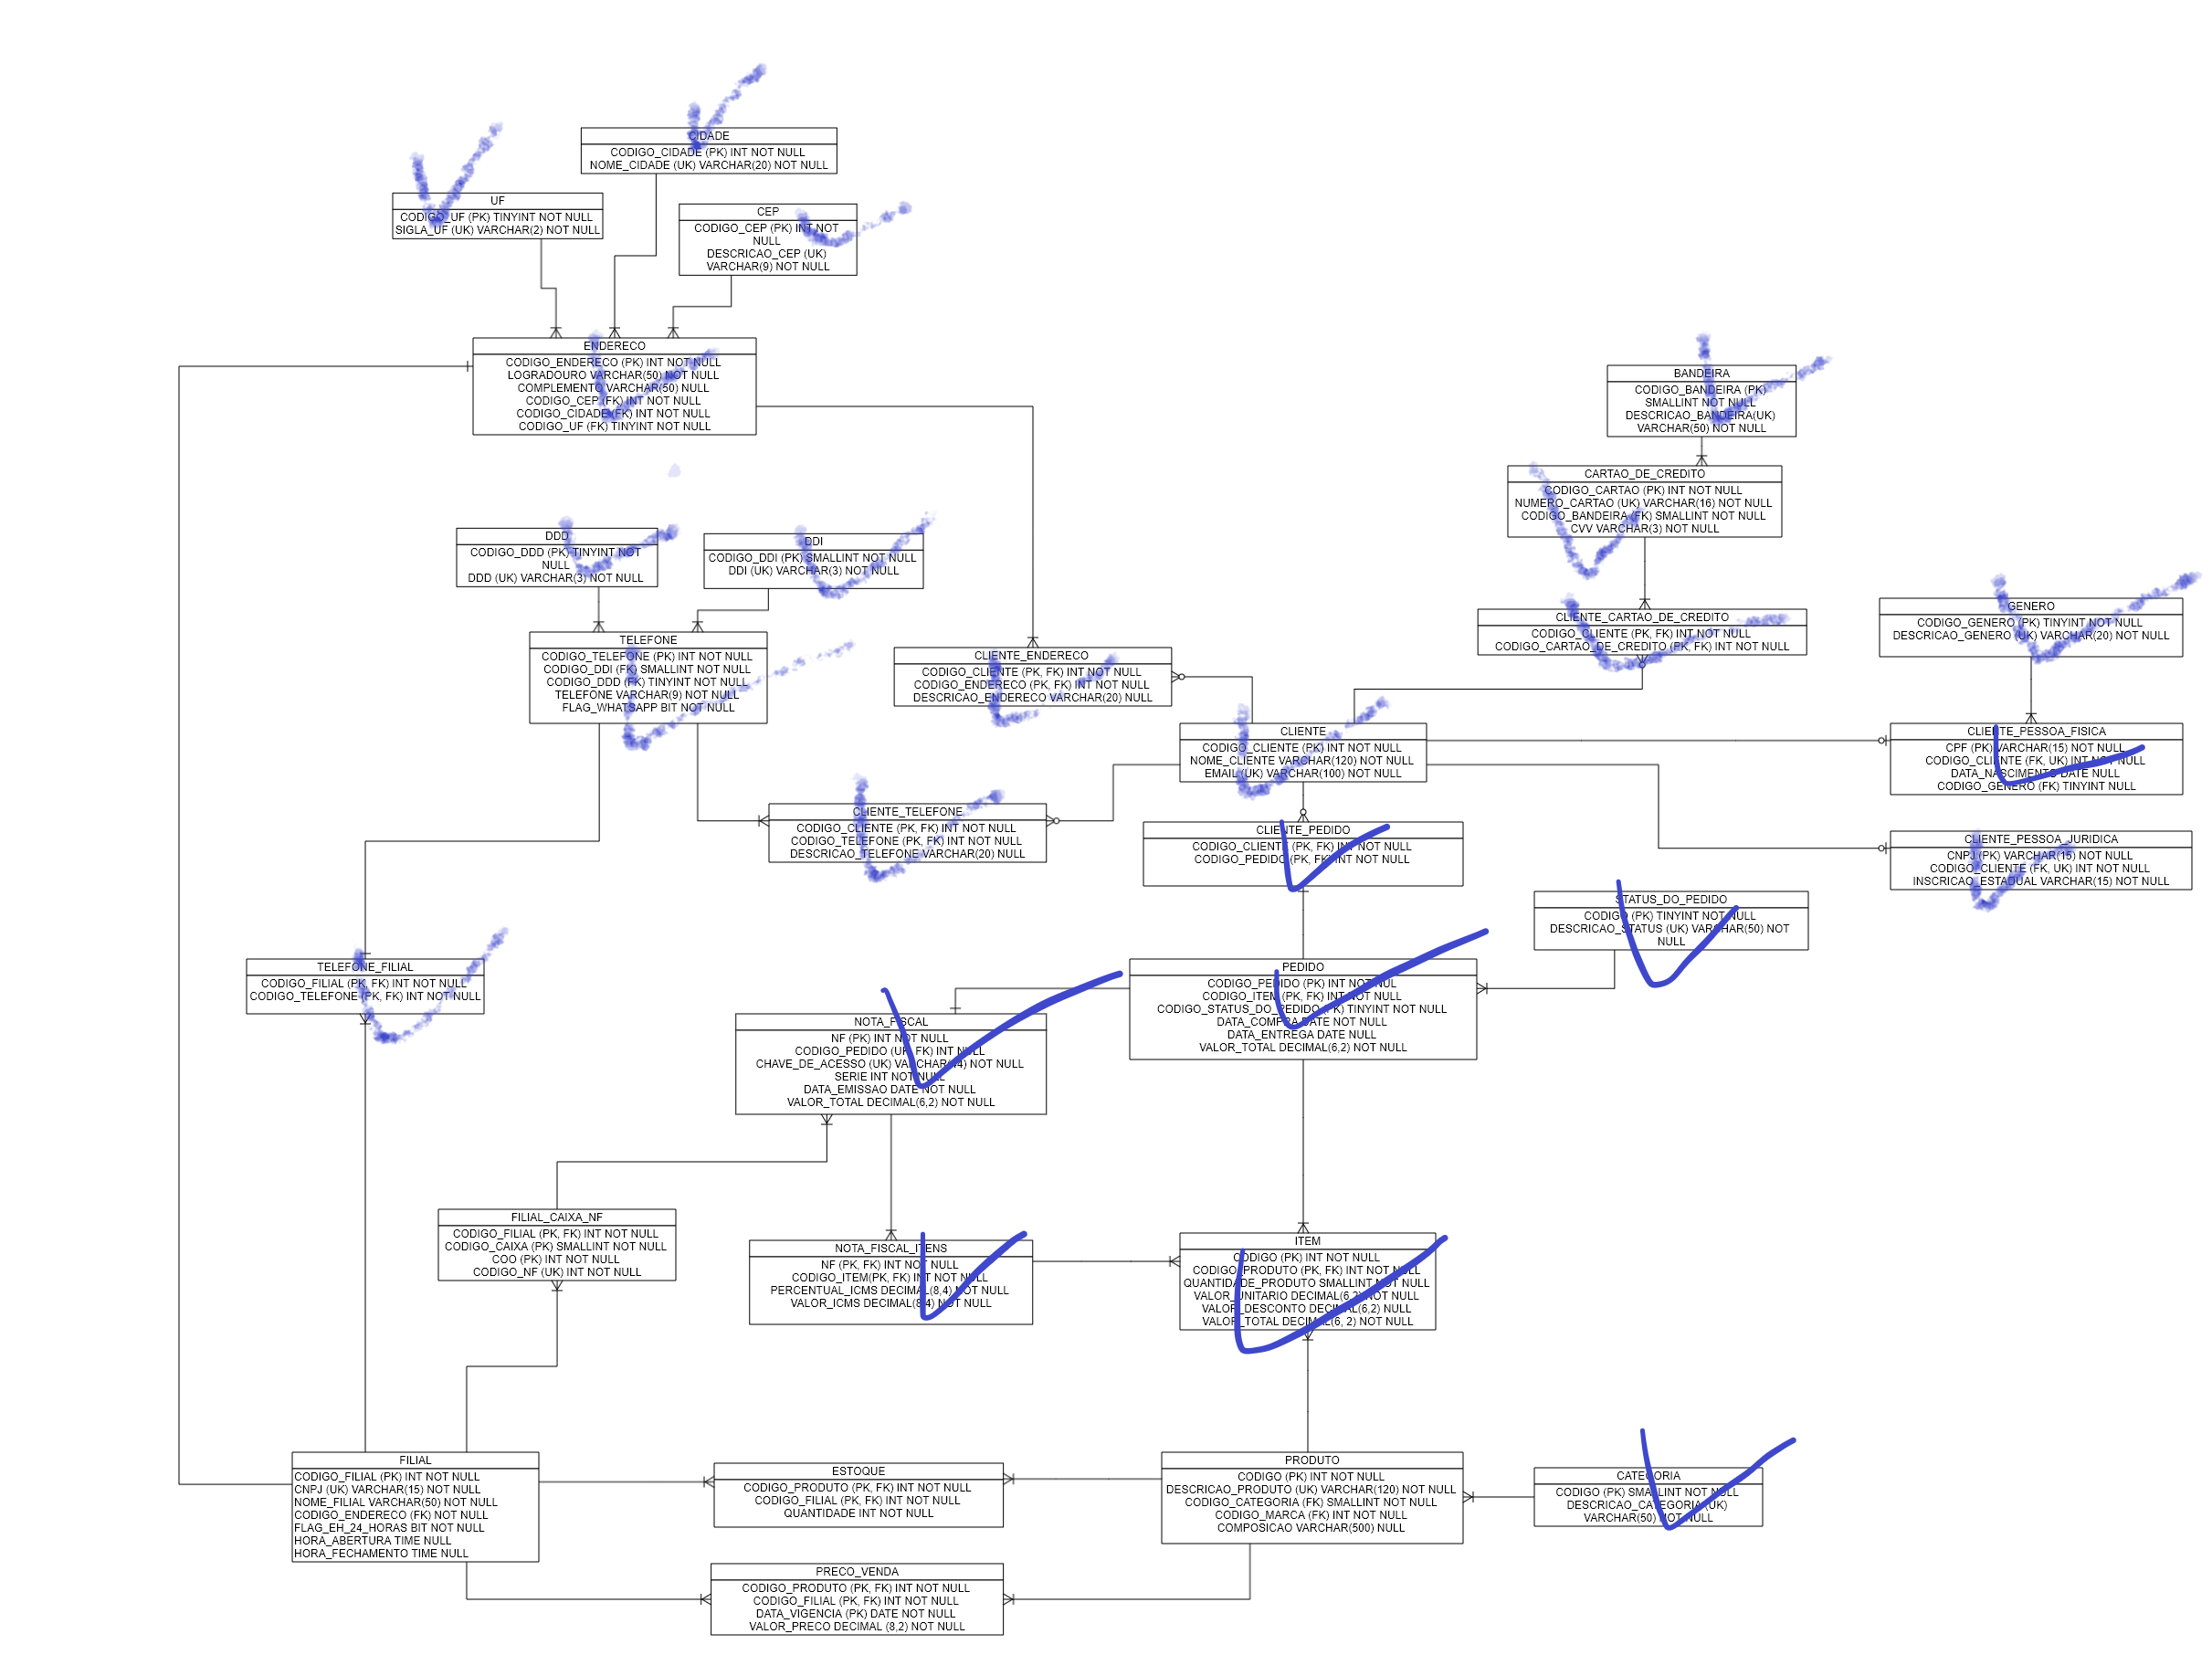 CIDADE
CODIGO_CIDADE (PK) INT NOT NULL
NOME_CIDADE (UK) VARCHAR(20) NOT NULL
UF
CODIGO_UF (PK) TINYINT NOT NULL
SIGLA_UF (UK) VARCHAR(2) NOT NULL
CEP
CODIGO_CEP (PK) INT NOT
NULL
DESCRICAO_CEP (UK)
VARCHAR(9) NOT NULL
ENDERECO
CODIGO_ENDERECO (PK) INT NOT NULL
LOGRADOURO VARCHAR(50) NOT NULL
COMPLEMENTO VARCHAR(50) NULL
CODIGO_CEP (FK) INT NOT NULL
CODIGO_CIDADE (FK) INT NOT NULL
CODIGO_UF (FK) TINYINT NOT NULL
BANDEIRA
CODIGO_BANDEIRA (PK)
SMALLINT NOT NULL
DESCRICAO_BANDEIRA(UK)
VARCHAR(50) NOT NULL
CARTAO_DE_CREDITO
CODIGO_CARTAO (PK) INT NOT NULL
NUMERO_CARTAO (UK) VARCHAR(16) NOT NULL
CODIGO_BANDEIRA (FK) SMALLINT NOT NULL
CVV VARCHAR(3) NOT NULL
DDD
CODIGO_DDD (PK) TINYINT NOT
NULL
DDD (UK) VARCHAR(3) NOT NULL
DDI
CODIGO_DDI (PK) SMALLINT NOT NULL
DDI (UK) VARCHAR(3) NOT NULL
TELEFONE
CODIGO_TELEFONE (PK) INT NOT NULL
CODIGO_DDI (FK) SMALLINT NOT NULL
CODIGO_DDD (FK) TINYINT NOT NULL
TELEFONE VARCHAR(9) NOT NULL
FLAG_WHATSAPP BIT NOT NULL
CLIENTE_ENDERECO
CODIGO_CLIENTE (PK, FK) INT NOT NULL
CODIGO_ENDERECO (PK, FK) INT NOT NULL
DESCRICAO_ENDERECO VARCHAR(20) NULL
CLIENTE_CARTAO_DE_CREDITO
CODIGO_CLIENTE (PK, FK) INT NOT NULL
CODIGO_CARTAO_DE_CREDITO (PK, FK) INT NOT NULL
GENERO
CODIGO_GENERO (PK) TINYINT NOT NULL
DESCRICAO_GENERO (UK) VARCHAR(20) NOT NULL
CLIENTE
CODIGO_CLIENTE (PK) INT NOT NULL
NOME_CLIENTE VARCHAR(120) NOT NULL
EMAIL (UK) VARCHAR(100) NOT NULL
CLIENTE_PESSOA_FISICA
CPF (PK) VARCHAR(15) NOT NULL
CODIGO_CLIENTE (FK, UK) INT NOT NULL
DATA_NASCIMENTO DATE NULL
CODIGO_GENERO (FK) TINYINT NULL
CLIENTE_TELEFONE
CODIGO_CLIENTE (PK, FK) INT NOT NULL
CODIGO_TELEFONE (PK, FK) INT NOT NULL
DESCRICAO_TELEFONE VARCHAR(20) NULL
CLIENTE_PEDIDO
CODIGO_CLIENTE (PK, FK) INT NOT NULL
CODIGO_PEDIDO (PK, FK) INT NOT NULL
CLIENTE_PESSOA_JURIDICA
CNPJ (PK) VARCHAR(15) NOT NULL
CODIGO_CLIENTE (FK, UK) INT NOT NULL
INSCRICAO_ESTADUAL VARCHAR(15) NOT NULL
STATUS_DO_PEDIDO
CODIGO (PK) TINYINT NOT NULL
DESCRICAO_STATUS (UK) VARCHAR(50) NOT
NULL
TELEFONE_FILIAL
CODIGO_FILIAL (PK, FK) INT NOT NULL
CODIGO_TELEFONE (PK, FK) INT NOT NULL
PEDIDO
CODIGO_PEDIDO (PK) INT NOT NUL
CODIGO_ITEM (PK, FK) INT NOT NULL
CODIGO_STATUS_DO_PEDIDO (FK) TINYINT NOT NULL
DATA_COMPRA DATE NOT NULL
DATA_ENTREGA DATE NULL
VALOR_TOTAL DECIMAL(6,2) NOT NULL
NOTA_FISCAL
NF (PK) INT NOT NULL
CODIGO_PEDIDO (UK, FK) INT NULL
CHAVE_DE_ACESSO (UK) VARCHAR(44) NOT NULL
SERIE INT NOT NULL
DATA_EMISSAO DATE NOT NULL
VALOR_TOTAL DECIMAL(6,2) NOT NULL
FILIAL_CAIXA_NF
CODIGO_FILIAL (PK, FK) INT NOT NULL
CODIGO_CAIXA (PK) SMALLINT NOT NULL
COO (PK) INT NOT NULL
CODIGO_NF (UK) INT NOT NULL
NOTA_FISCAL_ITENS
NF (PK, FK) INT NOT NULL
CODIGO_ITEM(PK, FK) INT NOT NULL
PERCENTUAL_ICMS DECIMAL(8,4) NOT NULL
VALOR_ICMS DECIMAL(8,4) NOT NULL
ITEM
CODIGO (PK) INT NOT NULL
CODIGO_PRODUTO (PK, FK) INT NOT NULL
QUANTIDADE_PRODUTO SMALLINT NOT NULL
VALOR_UNITARIO DECIMAL(6,2) NOT NULL
VALOR_DESCONTO DECIMAL(6,2) NULL
VALOR_TOTAL DECIMAL(6, 2) NOT NULL
FILIAL
CODIGO_FILIAL (PK) INT NOT NULL
CNPJ (UK) VARCHAR(15) NOT NULL
NOME_FILIAL VARCHAR(50) NOT NULL
CODIGO_ENDERECO (FK) NOT NULL
FLAG_EH_24_HORAS BIT NOT NULL
HORA_ABERTURA TIME NULL
HORA_FECHAMENTO TIME NULL
ESTOQUE
CODIGO_PRODUTO (PK, FK) INT NOT NULL
CODIGO_FILIAL (PK, FK) INT NOT NULL
QUANTIDADE INT NOT NULL
PRODUTO
CODIGO (PK) INT NOT NULL
DESCRICAO_PRODUTO (UK) VARCHAR(120) NOT NULL
CODIGO_CATEGORIA (FK) SMALLINT NOT NULL
CODIGO_MARCA (FK) INT NOT NULL
COMPOSICAO VARCHAR(500) NULL
CATEGORIA
CODIGO (PK) SMALLINT NOT NULL
DESCRICAO_CATEGORIA (UK)
VARCHAR(50) NOT NULL
PRECO_VENDA
CODIGO_PRODUTO (PK, FK) INT NOT NULL
CODIGO_FILIAL (PK, FK) INT NOT NULL
DATA_VIGENCIA (PK) DATE NOT NULL
VALOR_PRECO DECIMAL (8,2) NOT NULL